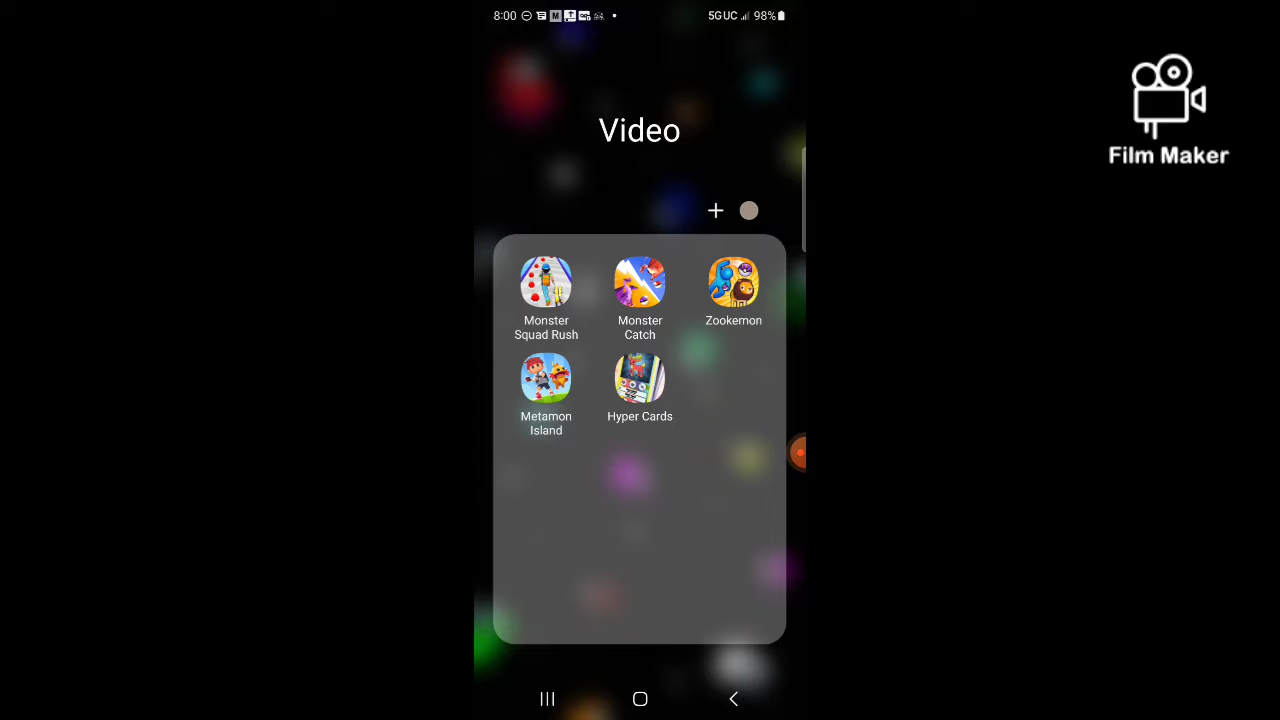 8:00
5GUC 98%
Film Maker
Video
Monster
Squad Rush
Monster
Catch
Zookemon
Metamon
Island
Hyper Cards